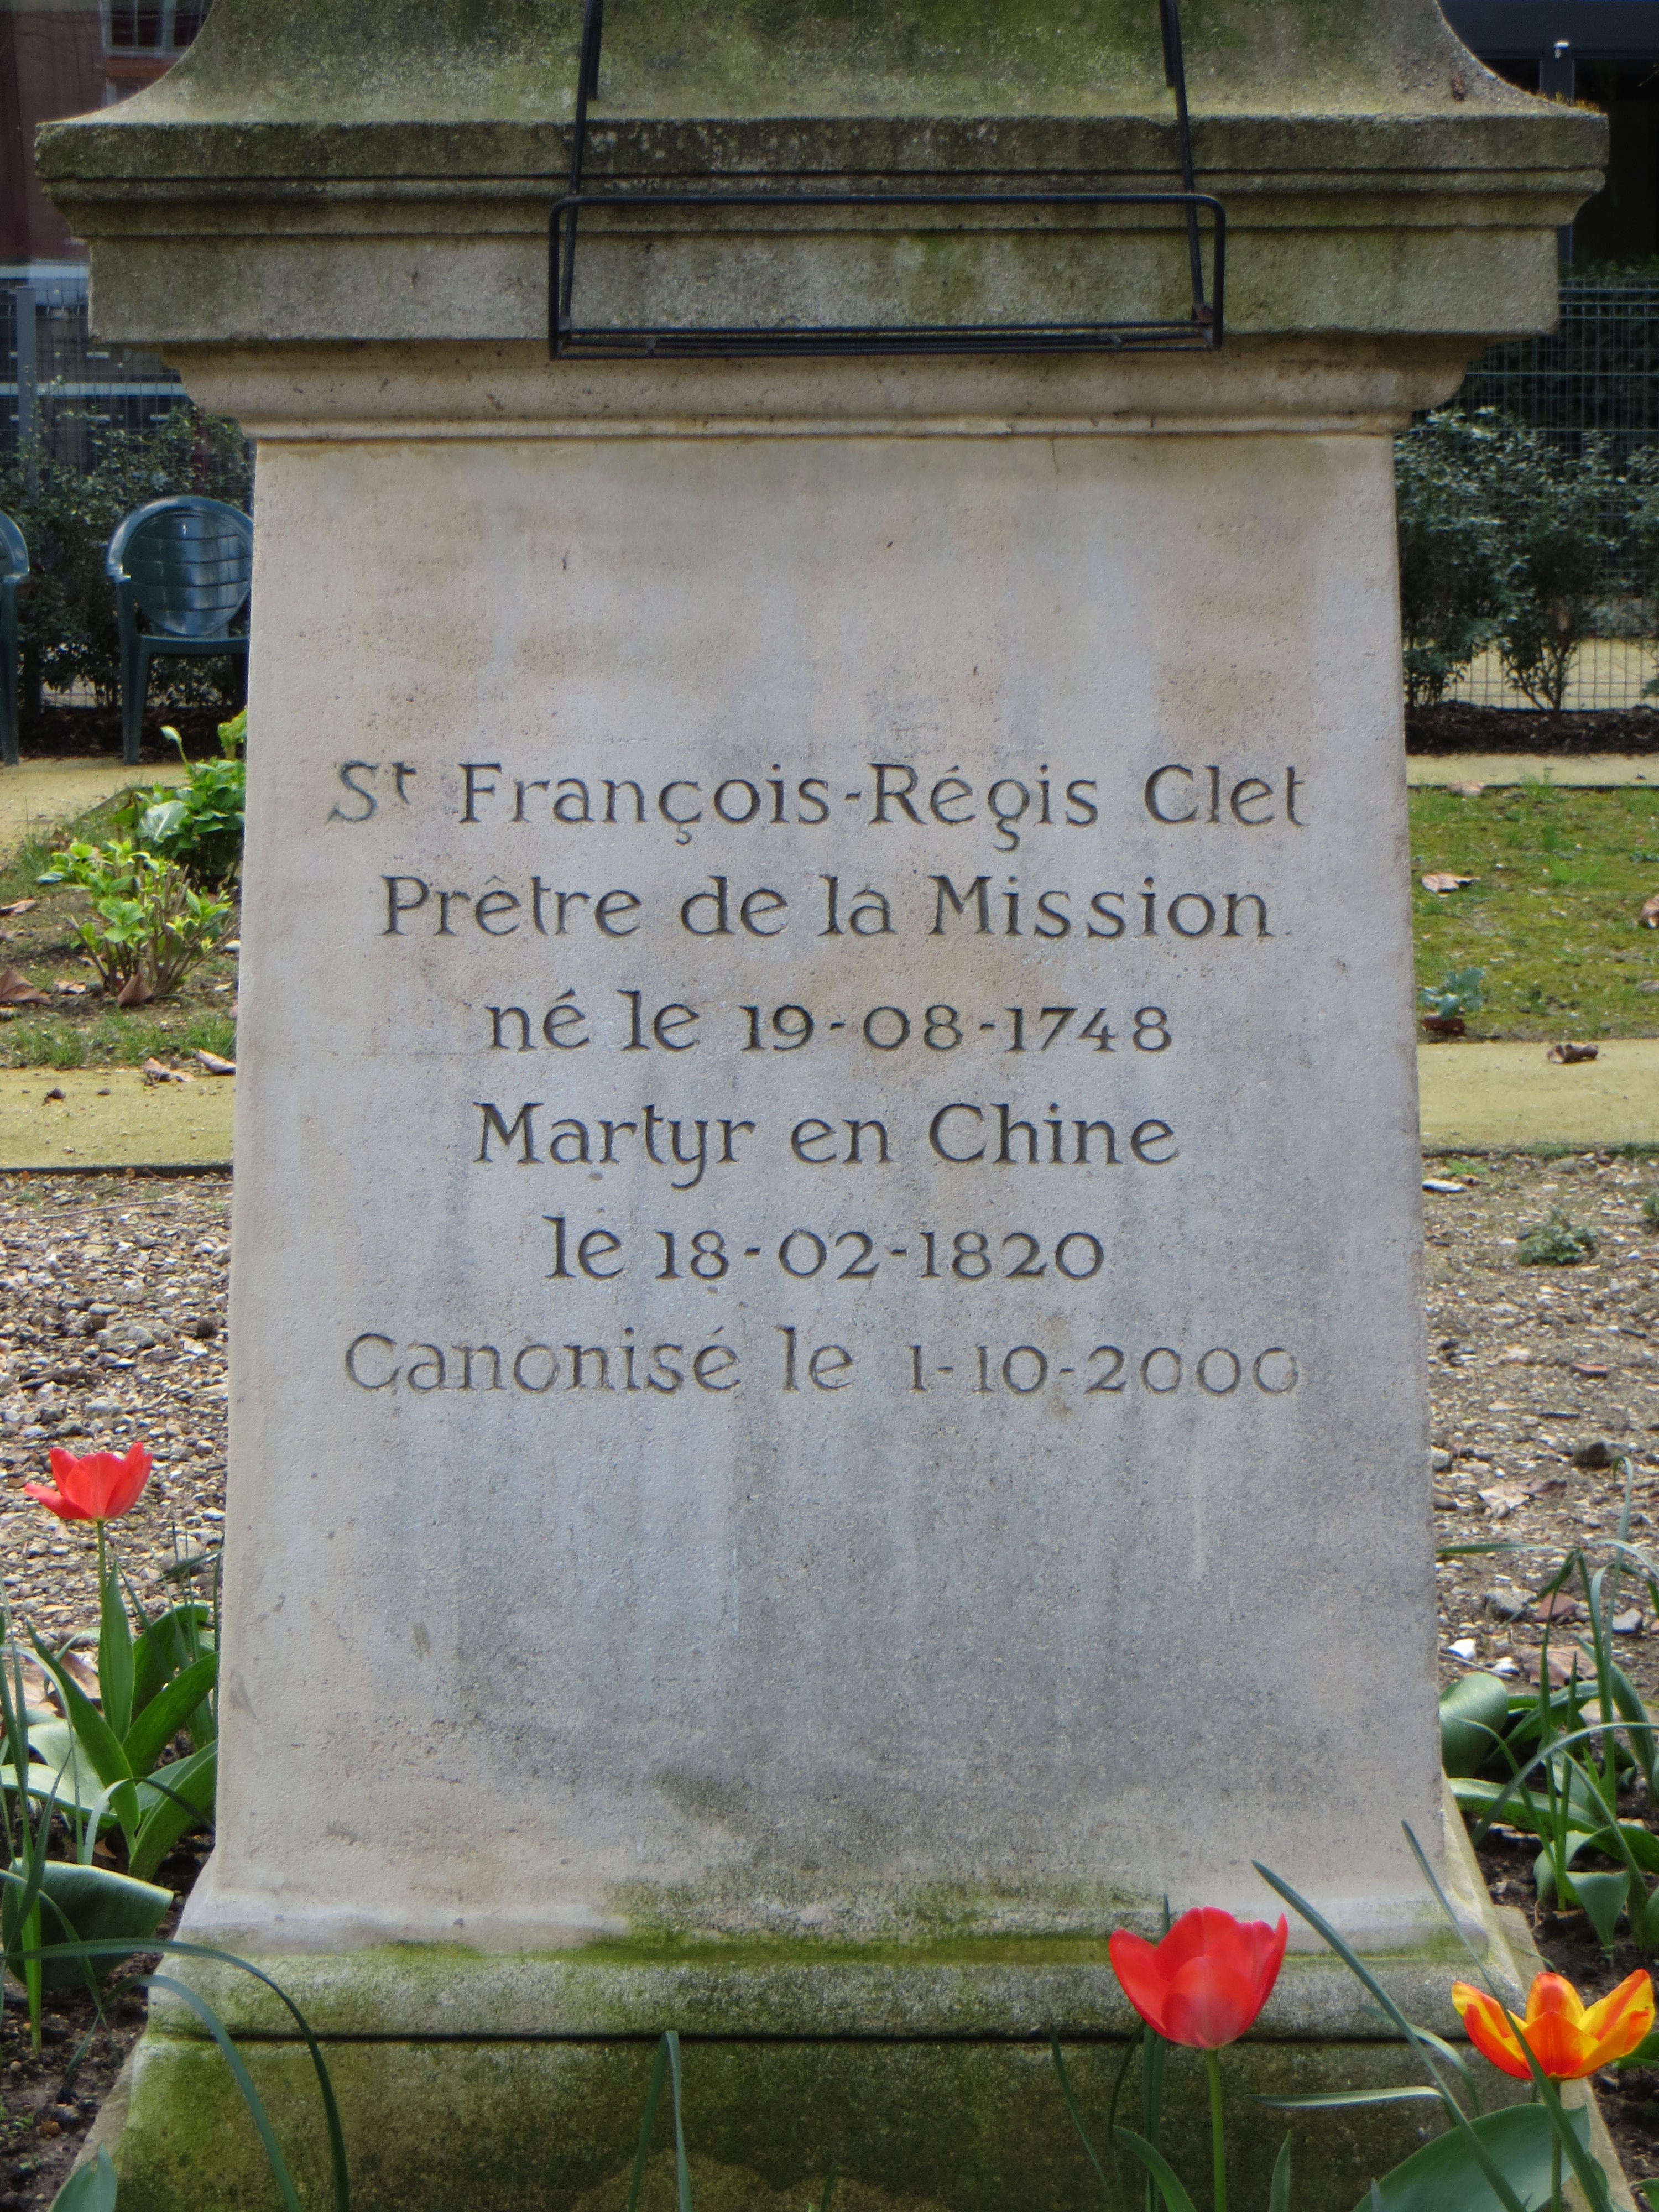 St François-Régis Clet
Prêtre de la Mission
né le 19-08-1748
Martyr en Chine
le 18-02-1820
Canonisé le 1-10-2000